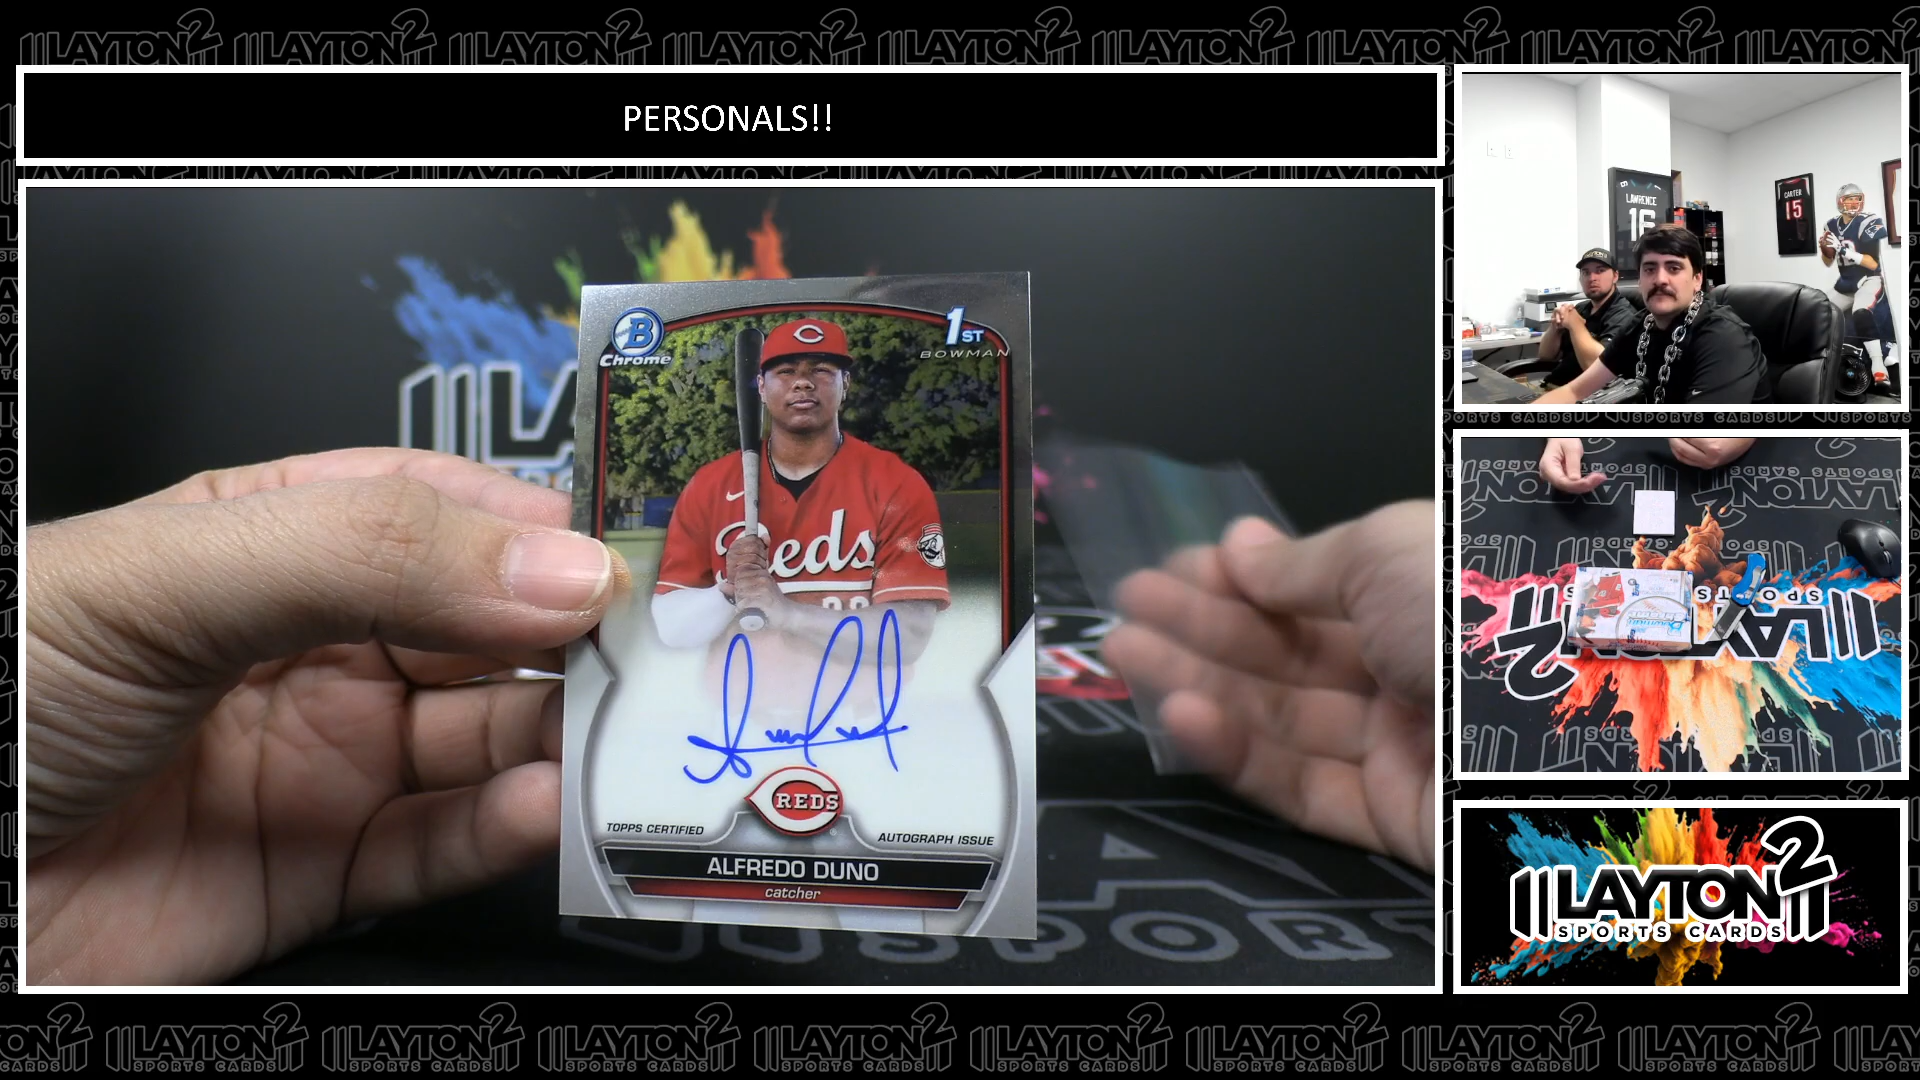 PERSONALS!!
B
Chrome
1ST
BOWMAN
C
Reds
TOPPS CERTIFIED
REDS
AUTOGRAPH ISSUE
ALFREDO DUNO
catcher
SPORT
LAWRENCE
16
CARTER
15
LAYTON 2
SPORTS CARDS